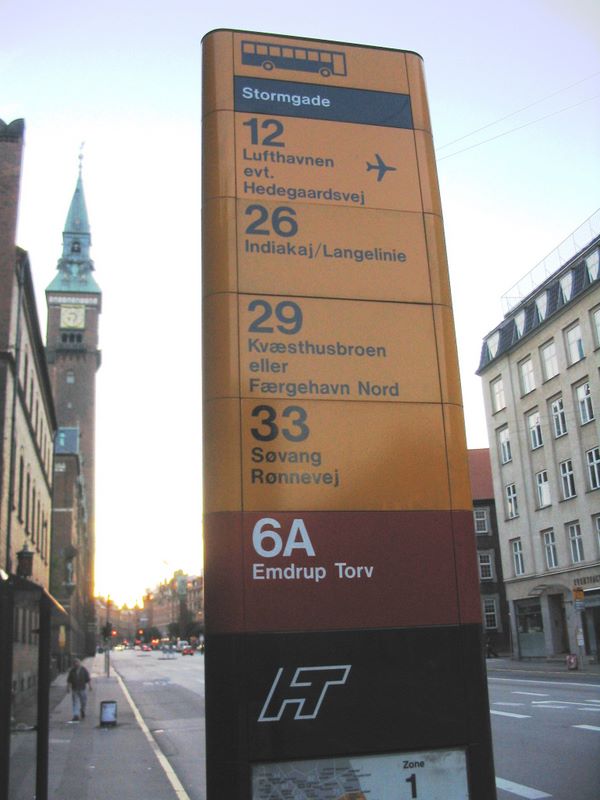 Stormgade
12
Lufthavnen
evt.
Hedegaardsvej
26
Indiakaj/Langelinie
29
Kvæsthusbroen
eller
Færgehavn Nord
33
Søvang
Rønnevej
6A
Emdrup Torv
HT
Zone
1